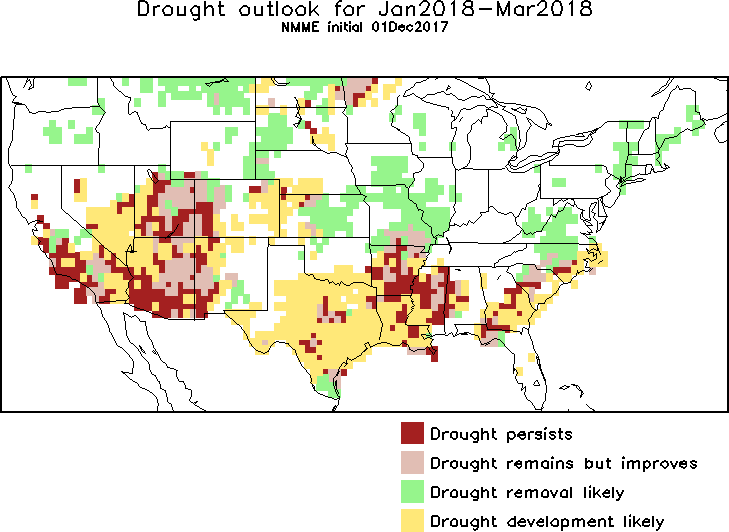 Drought outlook for Jan2018-Mar2018
NMME initial 01Dec2017
Drought persists
Drought remains but improves
Drought removal likely
Drought development likely